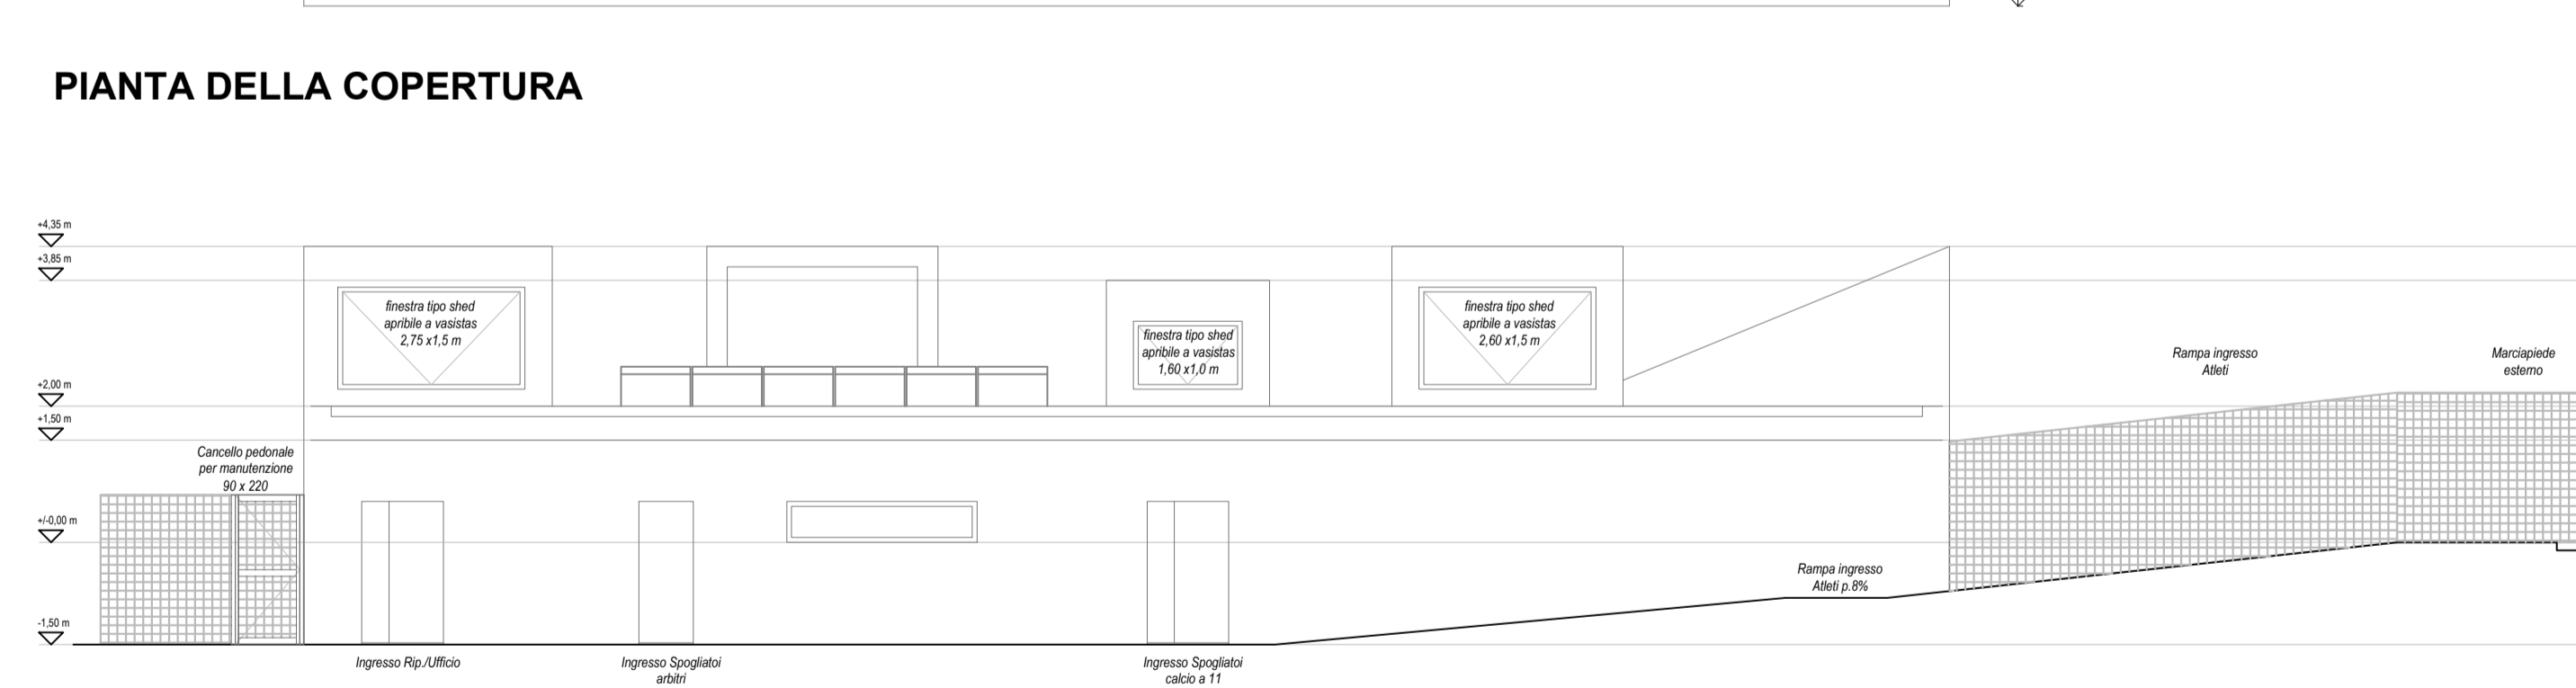 PIANTA DELLA COPERTURA
+4,35 m
+3,85 m
finestra tipo shed
apribile a vasistas
2,75 x1,5 m
finestra tipo shed
apribile a vasistas
1,60 x1,0 m
finestra tipo shed
apribile a vasistas
2,60 x1,5 m
Rampa ingresso
Atleti
Marciapiede
esterno
+2,00 m
+1,50 m
Cancello pedonale
per manutenzione
90 x 220
+/-0,00 m
Rampa ingresso
Atleti p.8%
-1,50 m
Ingresso Rip./Ufficio
Ingresso Spogliatoi
arbitri
Ingresso Spogliatoi
calcio a 11